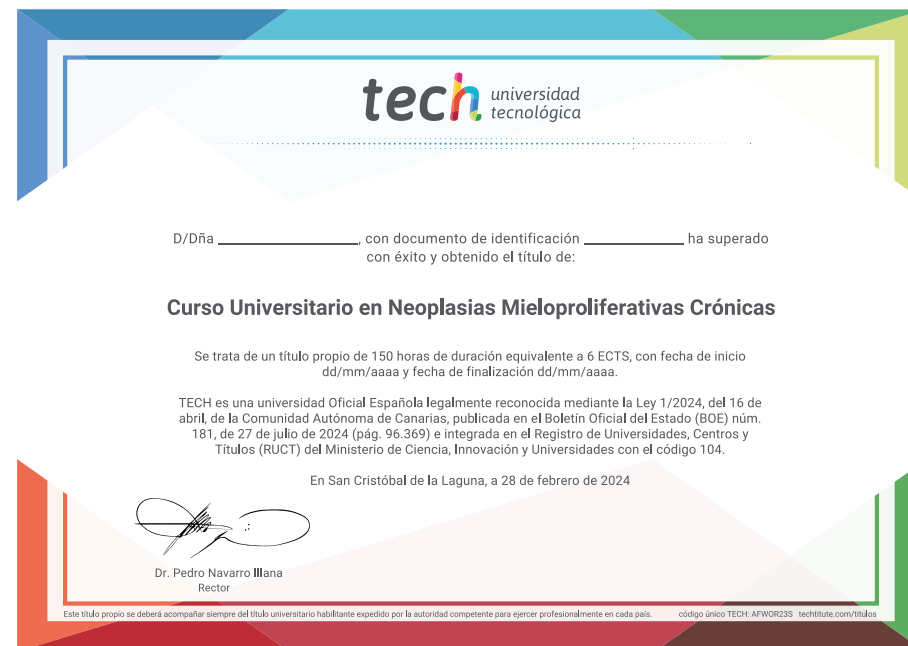 tech universidad
tecnológica
D/Dña ______________, con documento de identificación __________ ha superado
con éxito y obtenido el título de:
Curso Universitario en Neoplasias Mieloproliferativas Crónicas
Se trata de un título propio de 150 horas de duración equivalente a 6 ECTS, con fecha de inicio
dd/mm/aaaa y fecha de finalización dd/mm/aaaa.
TECH es una universidad Oficial Española legalmente reconocida mediante la Ley 1/2024, del 16 de
abril, de la Comunidad Autónoma de Canarias, publicada en el Boletín Oficial del Estado (BOE) núm.
181, de 27 de julio de 2024 (pág. 96.369) e integrada en el Registro de Universidades, Centros y
Títulos (RUCT) del Ministerio de Ciencia, Innovación y Universidades con el código 104.
En San Cristóbal de la Laguna, a 28 de febrero de 2024
Dr. Pedro Navarro Illana
Rector
Este título propio se deberá acompañar siempre del título universitario habilitante expedido por la autoridad competente para ejercer profesionalmente en cada país. código único TECH: AFWOR23S techtitute.com/titulos